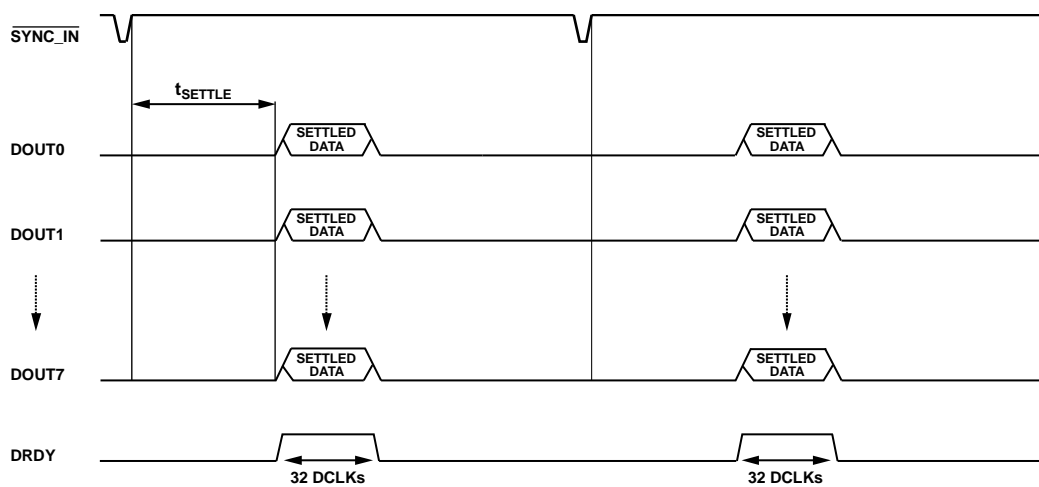 SYNC_IN
tSETTLE
DOUT0
SETTLED
DATA
SETTLED
DATA
DOUT1
SETTLED
DATA
SETTLED
DATA
DOUT7
SETTLED
DATA
SETTLED
DATA
DRDY
32 DCLKs
32 DCLKs